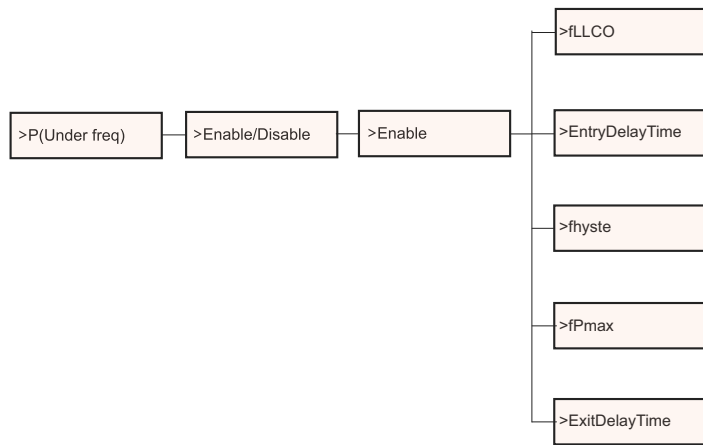 >P(Under freq)
>Enable/Disable
>Enable
>fLLCO
>EntryDelayTime
>fhyste
>fPmax
>ExitDelayTime